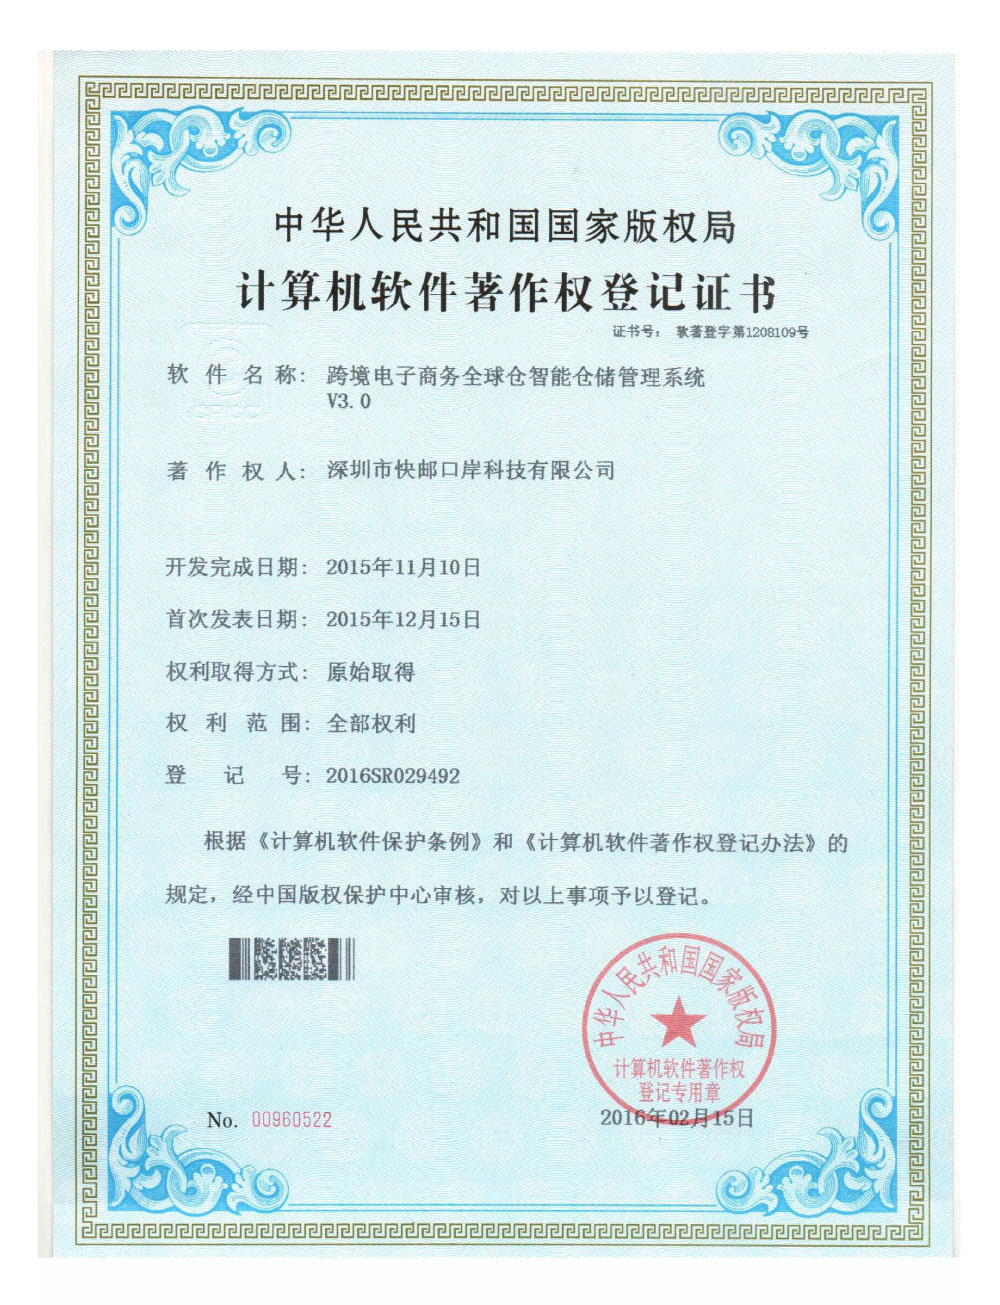 中华人民共和国国家版权局
计算机软件著作权登记证书
证书号： 软著登字第1208109号
软件名称： 跨境电子商务全球仓智能仓储管理系统
V3.0
著作权人： 深圳市快邮口岸科技有限公司
开发完成日期： 2015年11月10日
首次发表日期： 2015年12月15日
权利取得方式： 原始取得
权利范围： 全部权利
登记号： 2016SR029492
根据《计算机软件保护条例》和《计算机软件著作权登记办法》的
规定，经中国版权保护中心审核，对以上事项予以登记。
中华人民共和国国家版权局
计算机软件著作权
登记专用章
No. 00960522
2016年02月15日